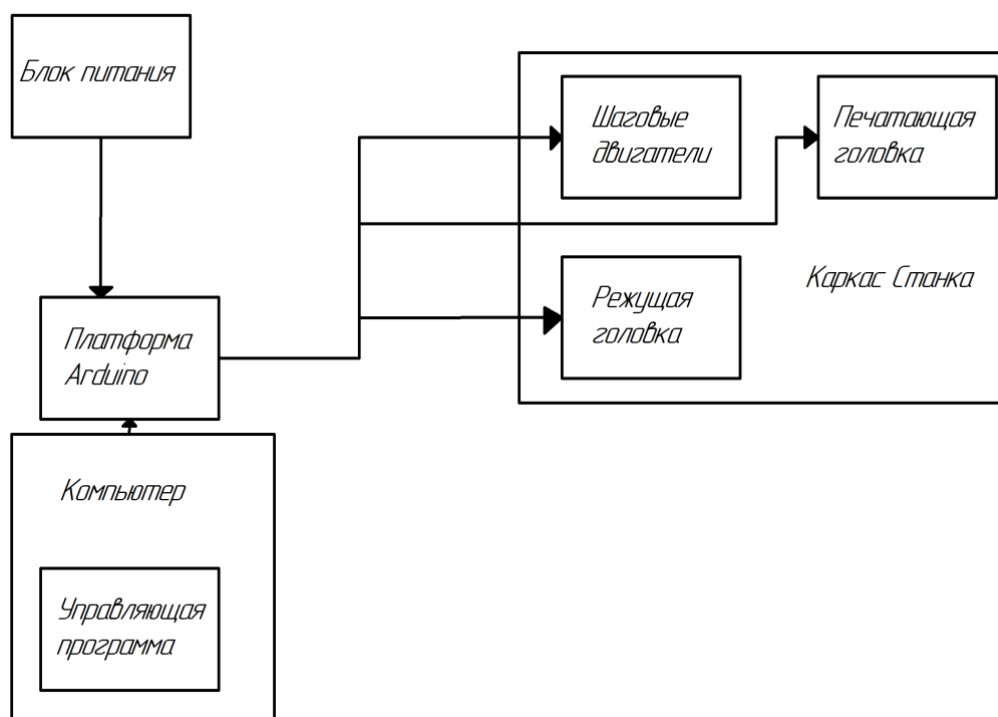 Блок питания
Шаговые
двигатели
Печатающая
головка
Режущая
головка
Каркас Станка
Платформа
Arduino
Компьютер
Управляющая
программа